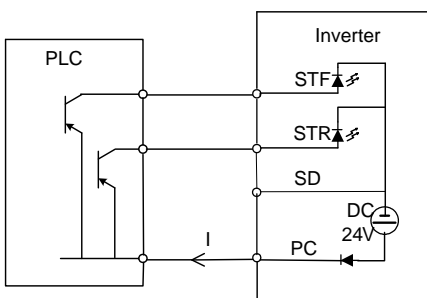 Inverter
PLC
STF
STR
SD
DC
24V
I
PC